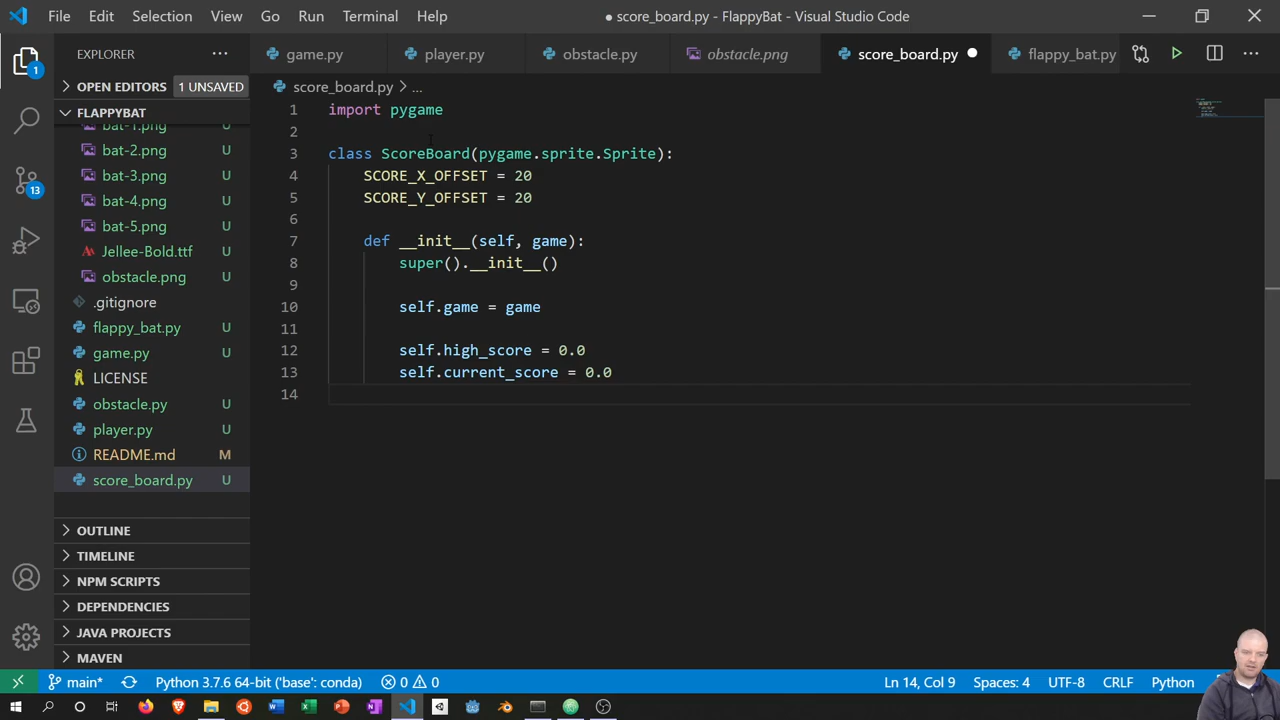 File Edit Selection View Go Run Terminal Help
● score_board.py - FlappyBat - Visual Studio Code
EXPLORER
game.py player.py obstacle.py obstacle.png score_board.py flappy_bat.py
OPEN EDITORS 1 UNSAVED
score_board.py > ...
FLAPPYBAT
bat-1.png U
bat-2.png U
bat-3.png U
bat-4.png U
bat-5.png U
Jellee-Bold.ttf U
obstacle.png U
.gitignore
flappy_bat.py U
game.py U
LICENSE
obstacle.py U
player.py U
README.md M
score_board.py U
OUTLINE
TIMELINE
NPM SCRIPTS
DEPENDENCIES
JAVA PROJECTS
MAVEN
1
13
1 import pygame
2
3 class ScoreBoard(pygame.sprite.Sprite):
4 SCORE_X_OFFSET = 20
5 SCORE_Y_OFFSET = 20
6
7 def __init__(self, game):
8 super().__init__()
9
10 self.game = game
11
12 self.high_score = 0.0
13 self.current_score = 0.0
14
main* Python 3.7.6 64-bit ('base': conda) 0 0 Ln 14, Col 9 Spaces: 4 UTF-8 CRLF Python